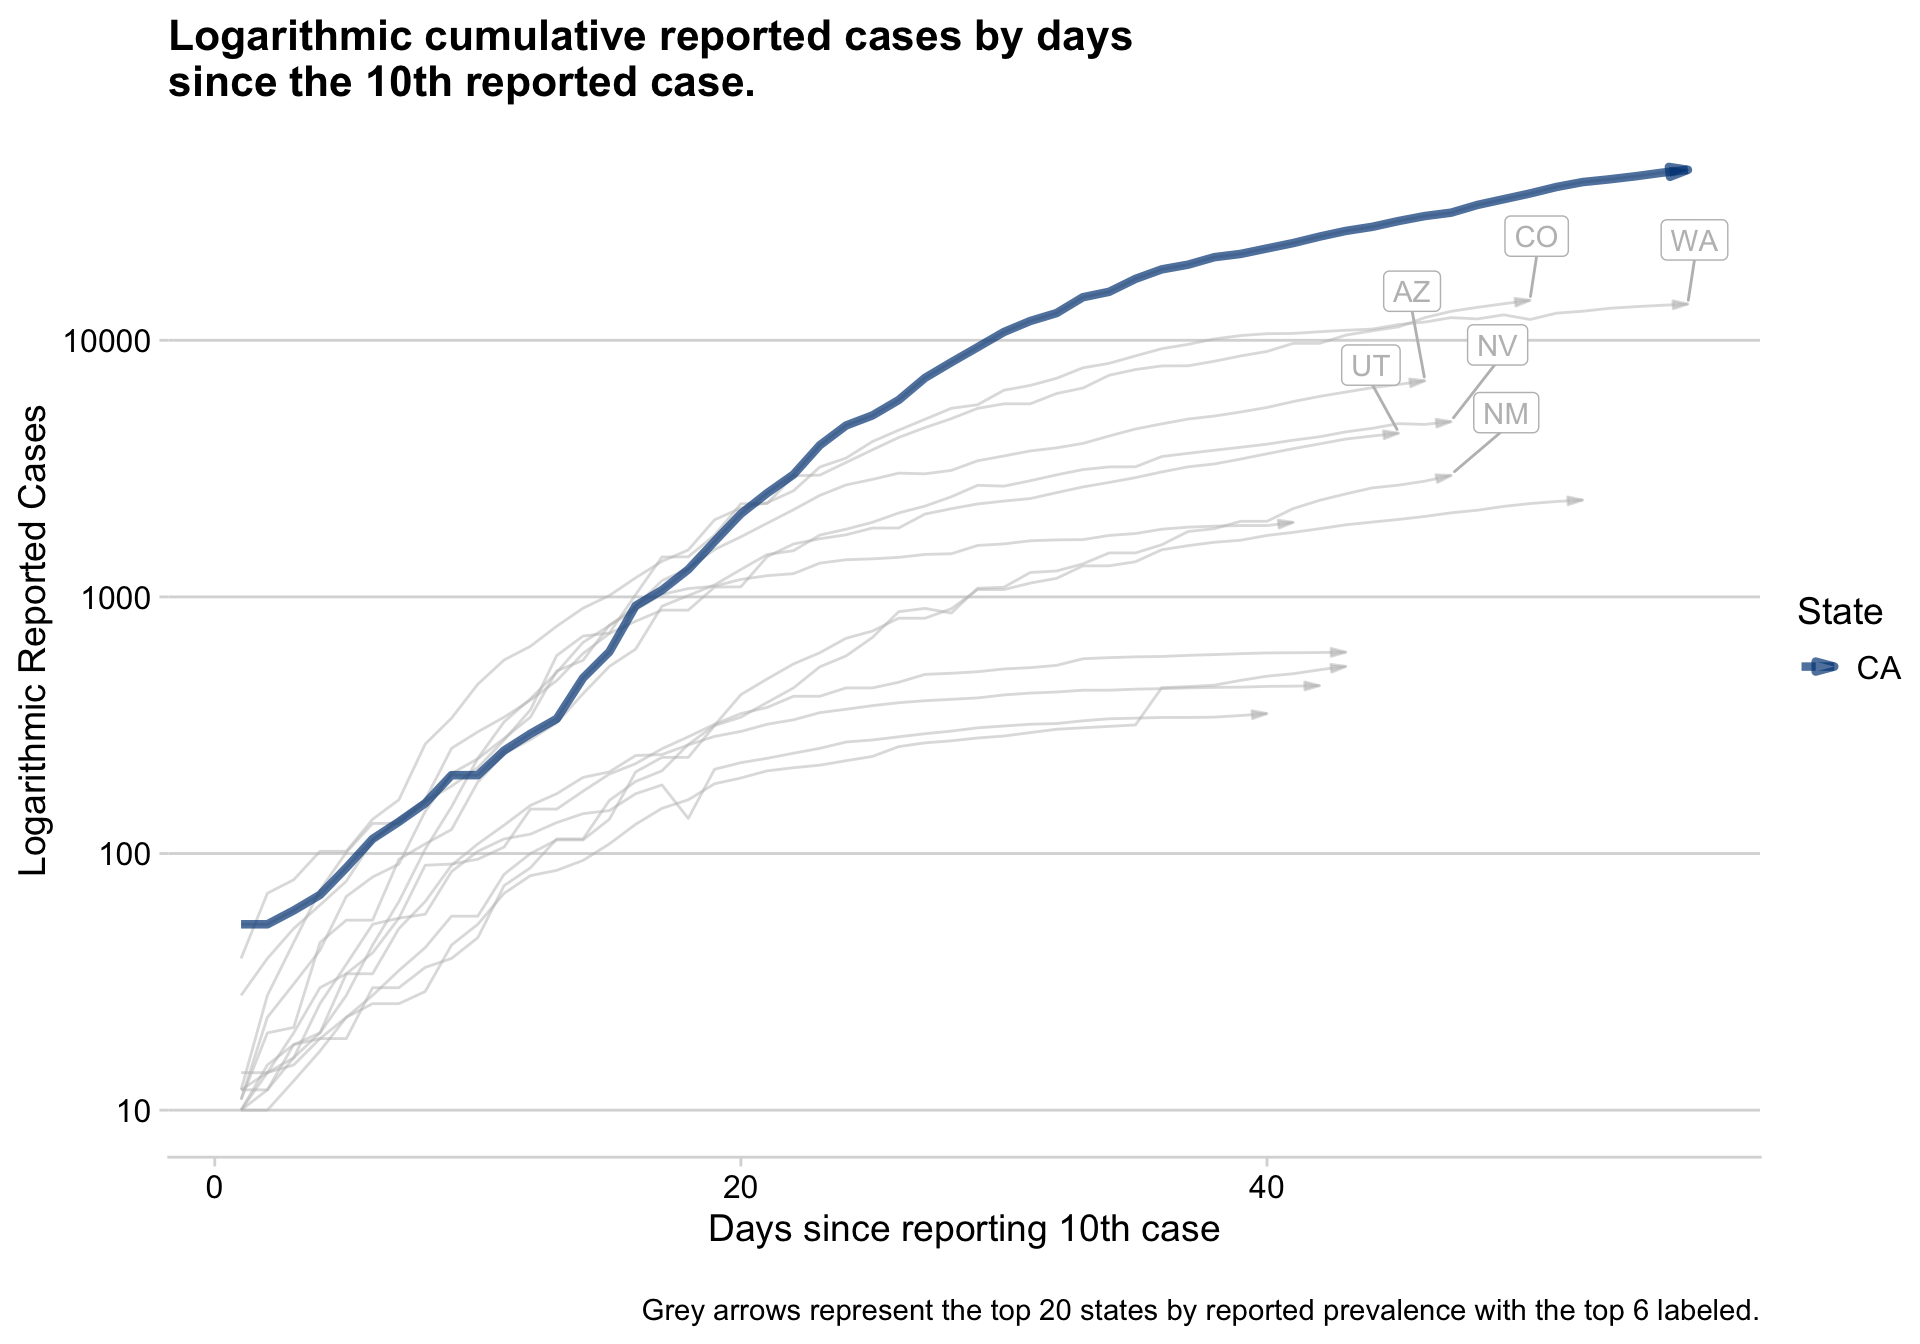 Logarithmic cumulative reported cases by days
since the 10th reported case.
Logarithmic Reported Cases
10000
1000
100
10
CO
WA
AZ
NV
UT
NM
State
CA
0
20
40
Days since reporting 10th case
Grey arrows represent the top 20 states by reported prevalence with the top 6 labeled.